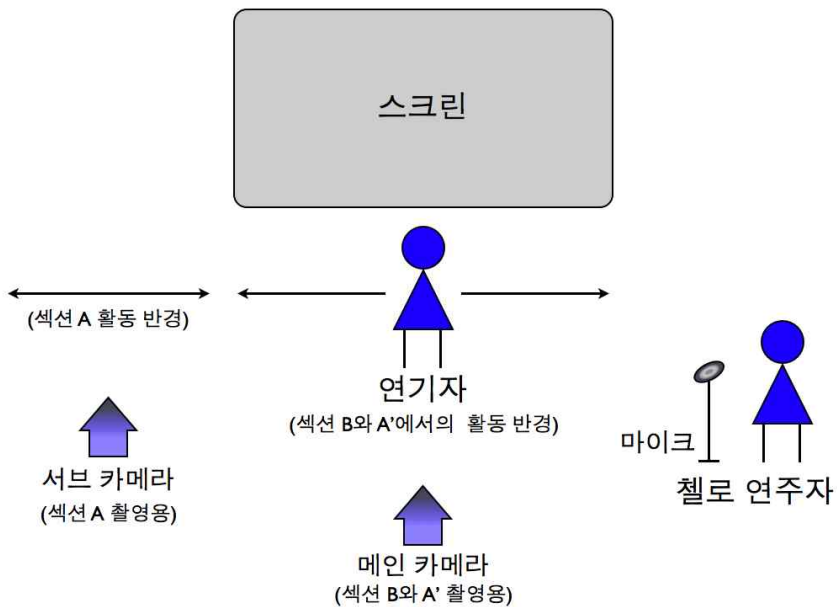 스크린
(섹션 A 활동 반경)
연기자
(섹션 B와 A’에서의 활동 반경)
서브 카메라
(섹션 A 촬영용)
마이크
첼로 연주자
메인 카메라
(섹션 B와 A’ 촬영용)